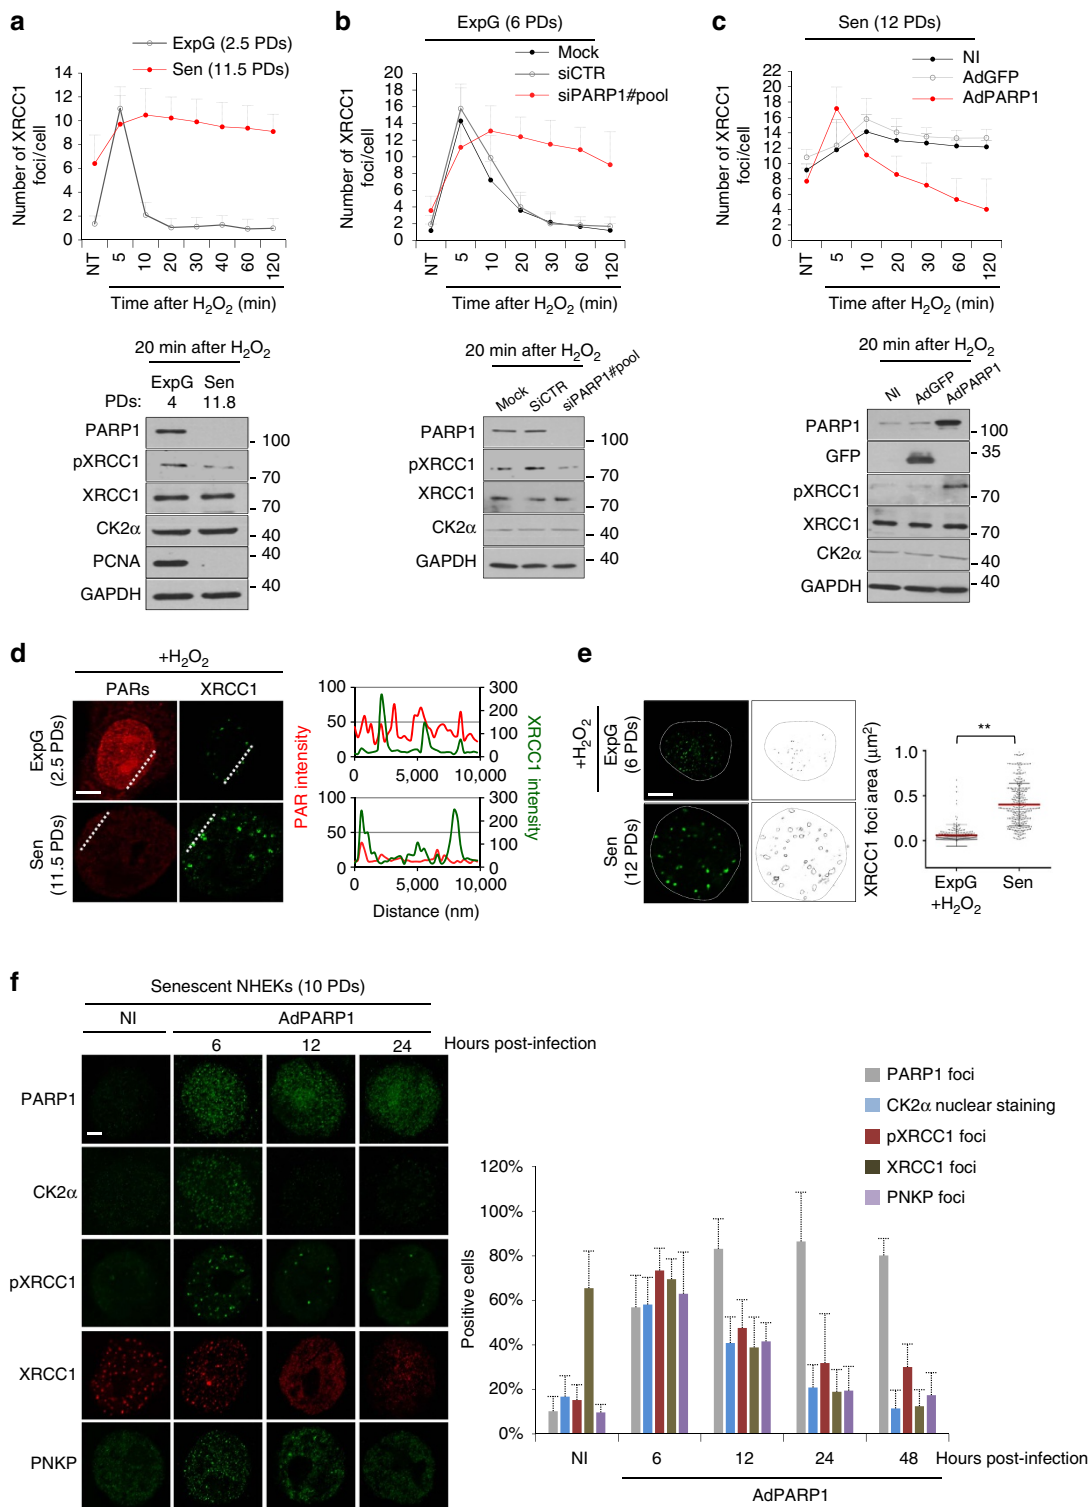 a
ExpG (2.5 PDs)
Sen (11.5 PDs)
Number of XRCC1
foci/cell
14
12
10
8
6
4
2
0
NT
5
10
20
30
40
60
120
Time after H₂O₂ (min)
20 min after H₂O₂
ExpG Sen
PDs: 4 11.8
PARP1
100
pXRCC1
70
XRCC1
70
CK2α
40
PCNA
40
GAPDH
40
b
ExpG (6 PDs)
Mock
siCTR
siPARP1#pool
Number of XRCC1
foci/cell
20
18
16
14
12
10
8
6
4
2
0
NT
5
10
20
30
60
120
Time after H₂O₂ (min)
20 min after H₂O₂
Mock
SiCTR
siPARP1#pool
PARP1
100
pXRCC1
70
XRCC1
70
CK2α
40
GAPDH
40
c
Sen (12 PDs)
NI
AdGFP
AdPARP1
Number of XRCC1
foci/cell
22
20
18
16
14
12
10
8
6
4
2
0
NT
5
10
20
30
60
120
Time after H₂O₂ (min)
20 min after H₂O₂
NI
AdGFP
AdPARP1
PARP1
100
GFP
35
pXRCC1
70
XRCC1
70
CK2α
40
GAPDH
40
d
+H₂O₂
PARs XRCC1
ExpG
(2.5 PDs)
Sen
(11.5 PDs)
PAR intensity
XRCC1 intensity
100
50
0
300
200
100
0
0
5,000
10,000
100
50
0
300
200
100
0
0
5,000
10,000
Distance (nm)
e
+H₂O₂
ExpG
(6 PDs)
Sen
(12 PDs)
XRCC1 foci area (μm²)
**
1.0
0.5
0.0
ExpG
+H₂O₂
Sen
f
Senescent NHEKs (10 PDs)
NI AdPARP1
6 12 24 Hours post-infection
PARP1
CK2α
pXRCC1
XRCC1
PNKP
PARP1 foci
CK2α nuclear staining
pXRCC1 foci
XRCC1 foci
PNKP foci
Positive cells
120%
100%
80%
60%
40%
20%
0%
NI 6 12 24 48 Hours post-infection
AdPARP1